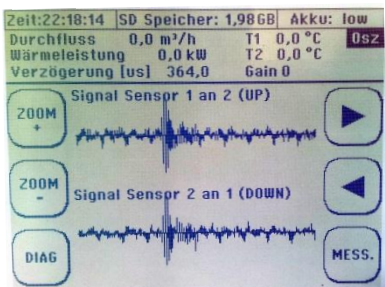 Zeit:22:18:14 SD Speicher: 1,98GB Akku: low
Durchfluss 0,0 m³/h T1 0,0 °C Osz
Wärmeleistung 0,0 kW T2 0,0 °C
Verzögerung [us] 364,0 Gain 0
Signal Sensor 1 an 2 (UP)
ZOOM
+
ZOOM
-
Signal Sensor 2 an 1 (DOWN)
DIAG
MESS.